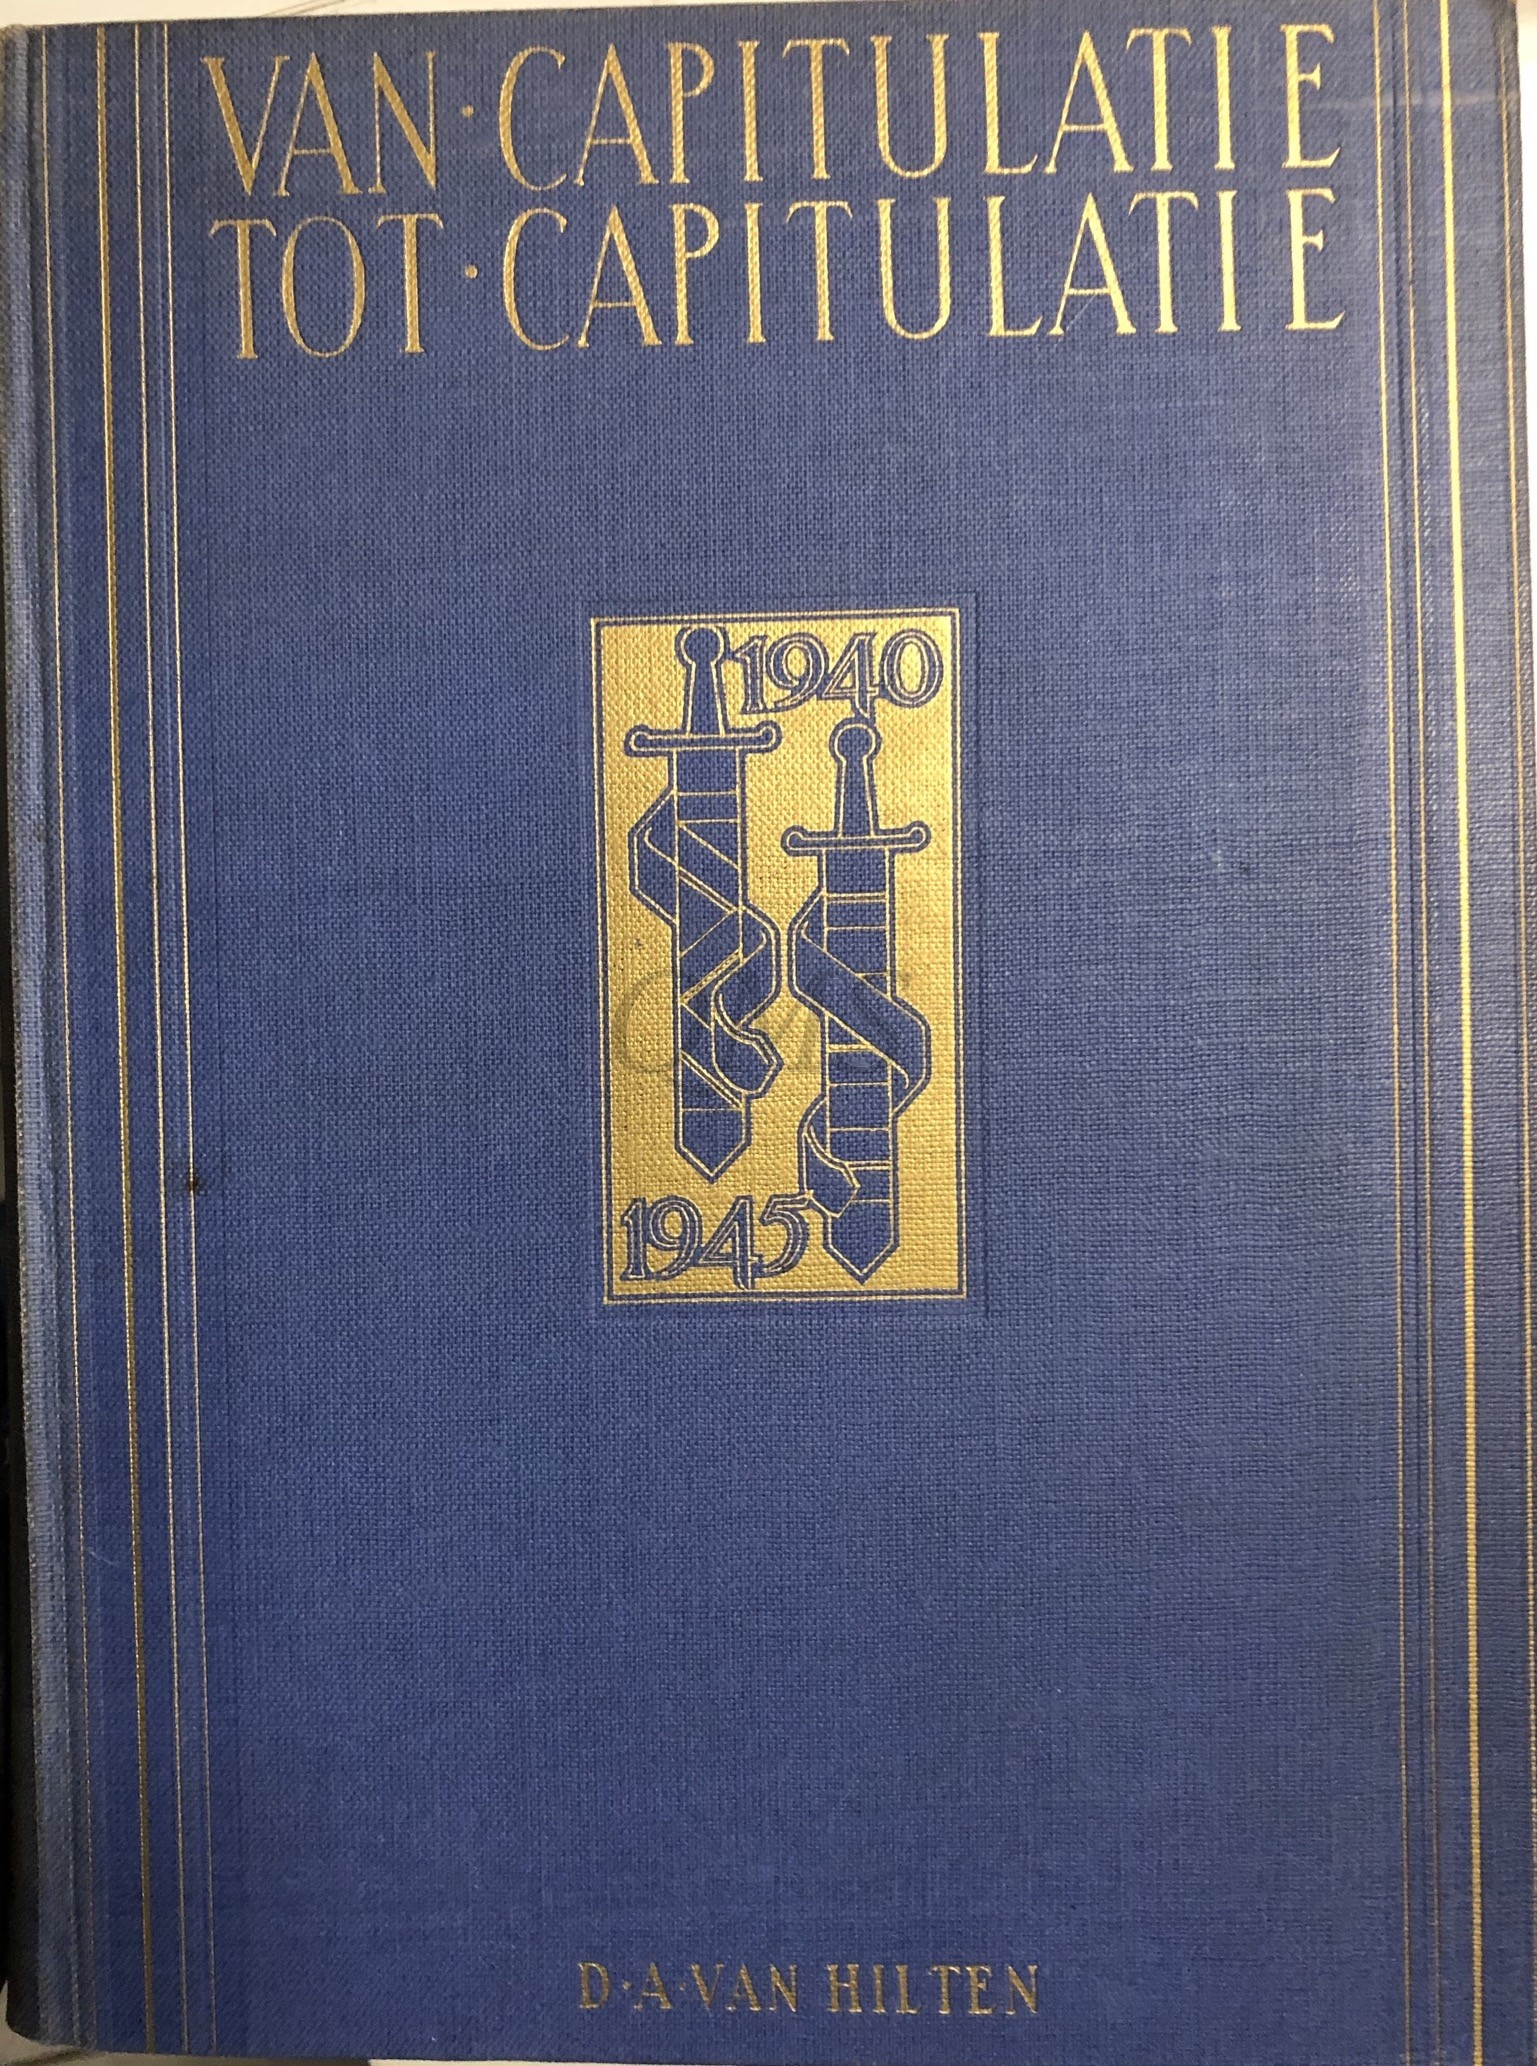 VAN · CAPITULATIE
TOT · CAPITULATIE
1940
1945
D · A · VAN HILTEN